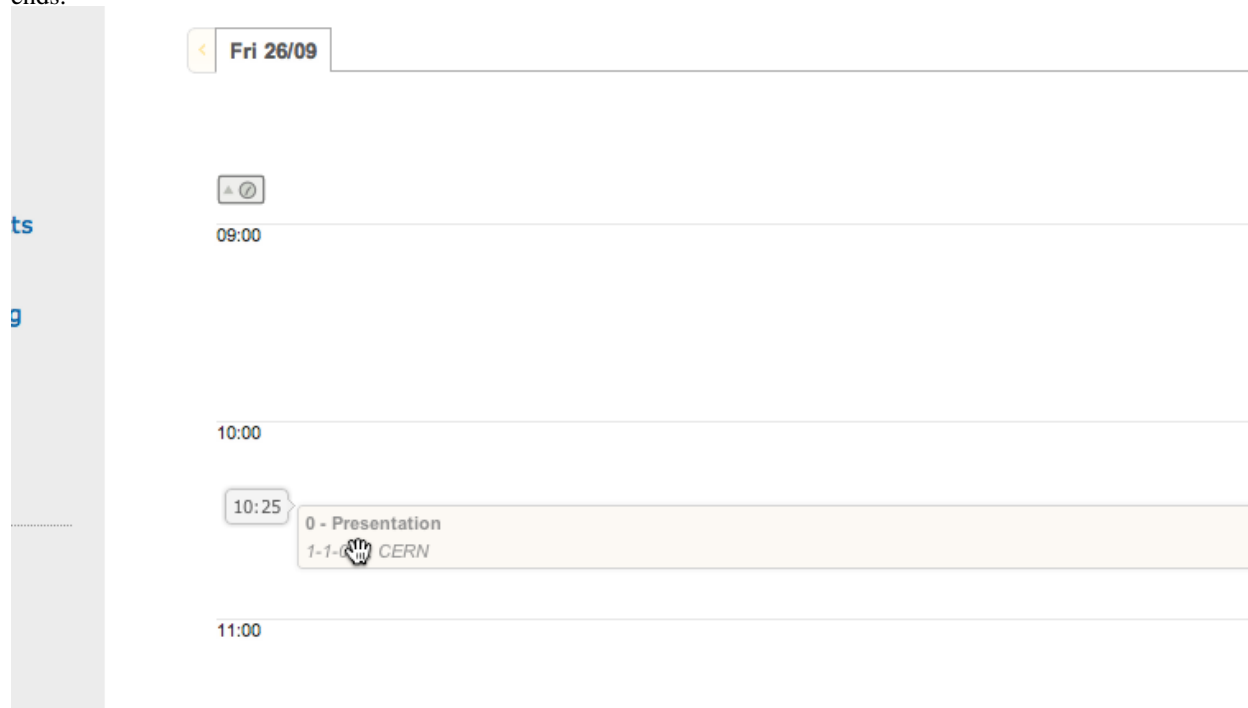 ends.
Fri 26/09
ts
09:00
g
10:00
10:25
0 - Presentation
CERN
11:00